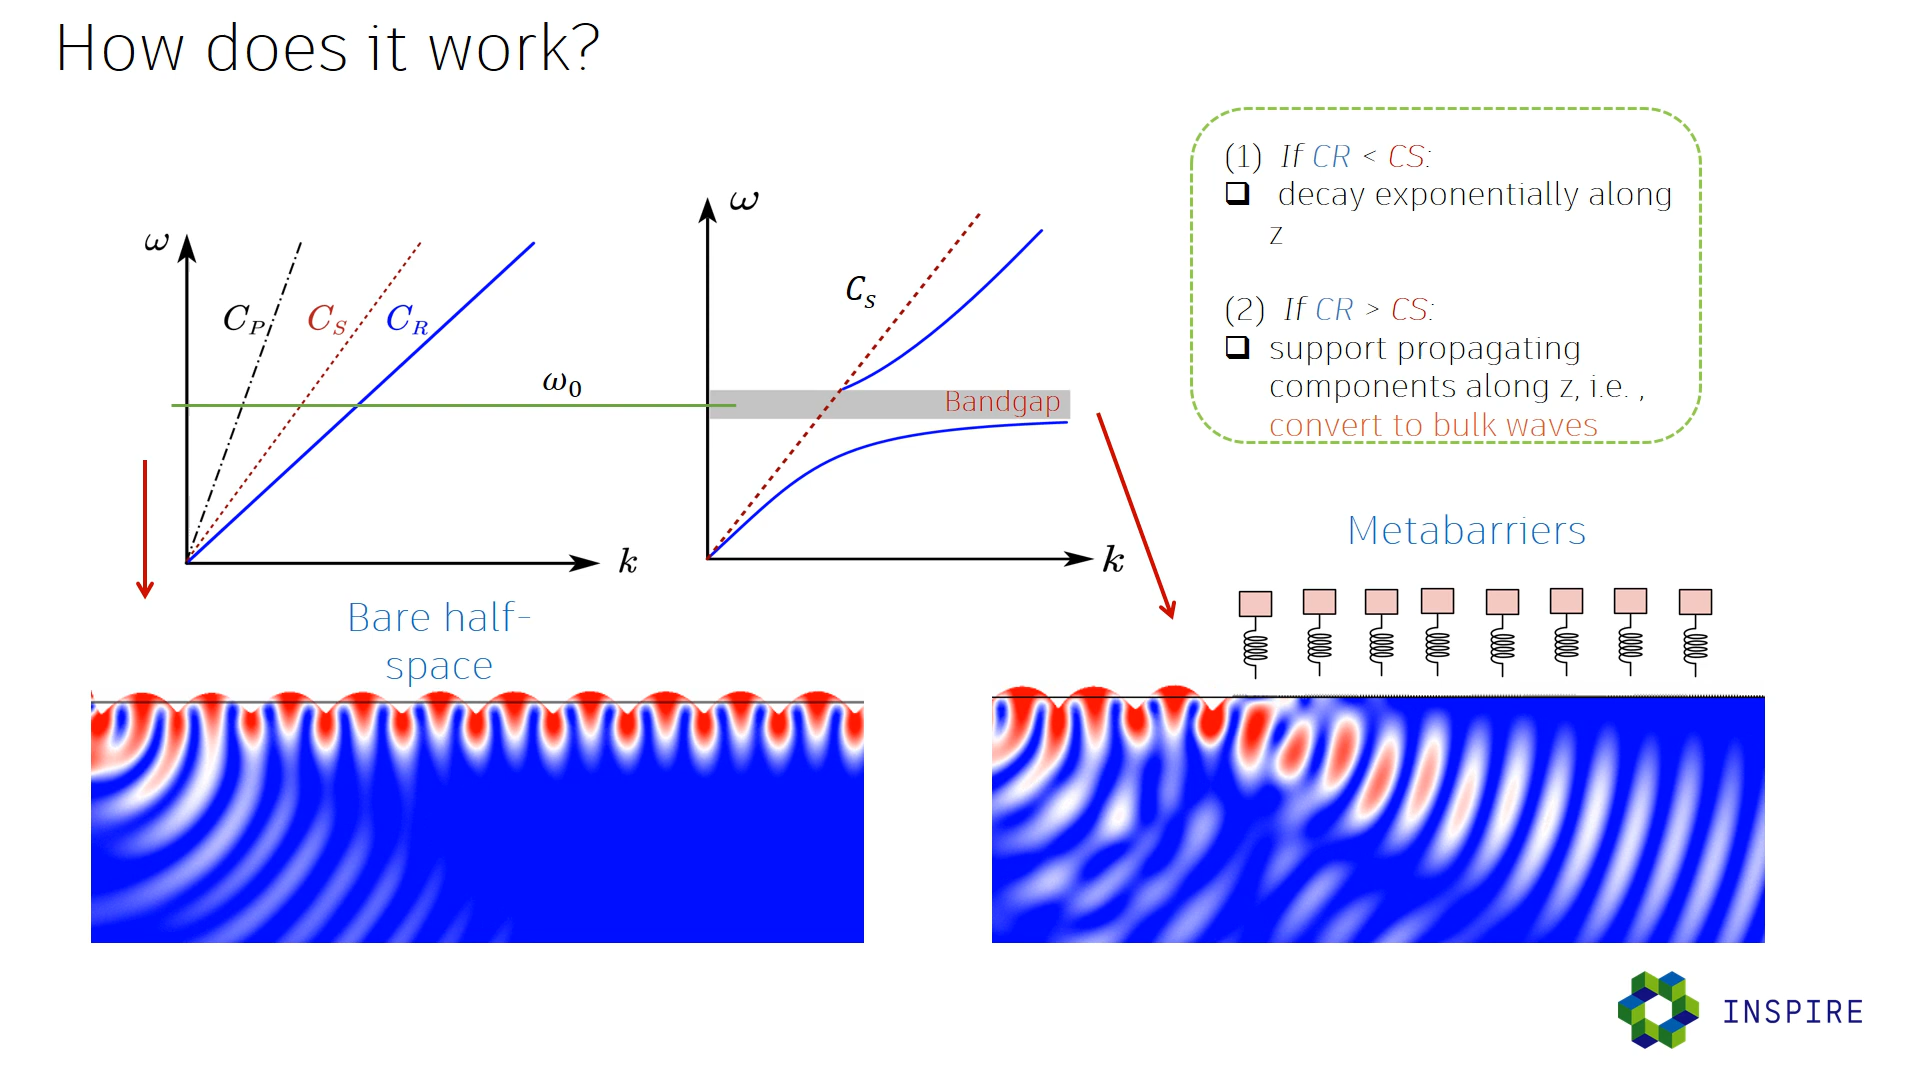 How does it work?
ω
C_P
C_S
C_R
ω₀
k
ω
C_s
Bandgap
k
(1) If CR < CS:
❑ decay exponentially along
z
(2) If CR > CS:
❑ support propagating
components along z, i.e. ,
convert to bulk waves
Metabarriers
Bare half-
space
INSPIRE